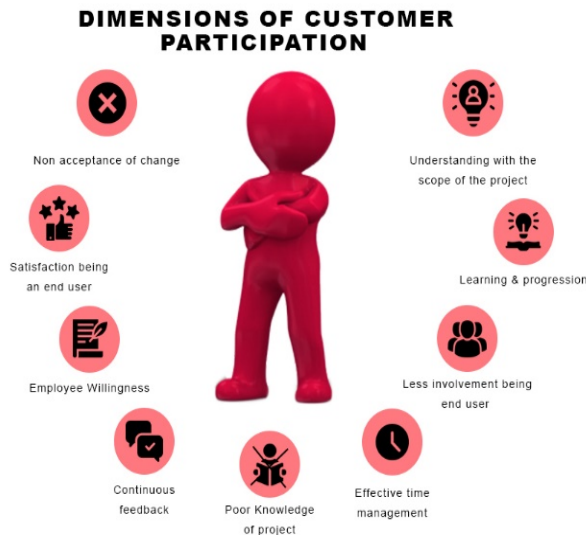 DIMENSIONS OF CUSTOMER
PARTICIPATION
Non acceptance of change
Understanding with the
scope of the project
Satisfaction being
an end user
Learning & progression
Employee Willingness
Less involvement being
end user
Continuous
feedback
Poor Knowledge
of project
Effective time
management